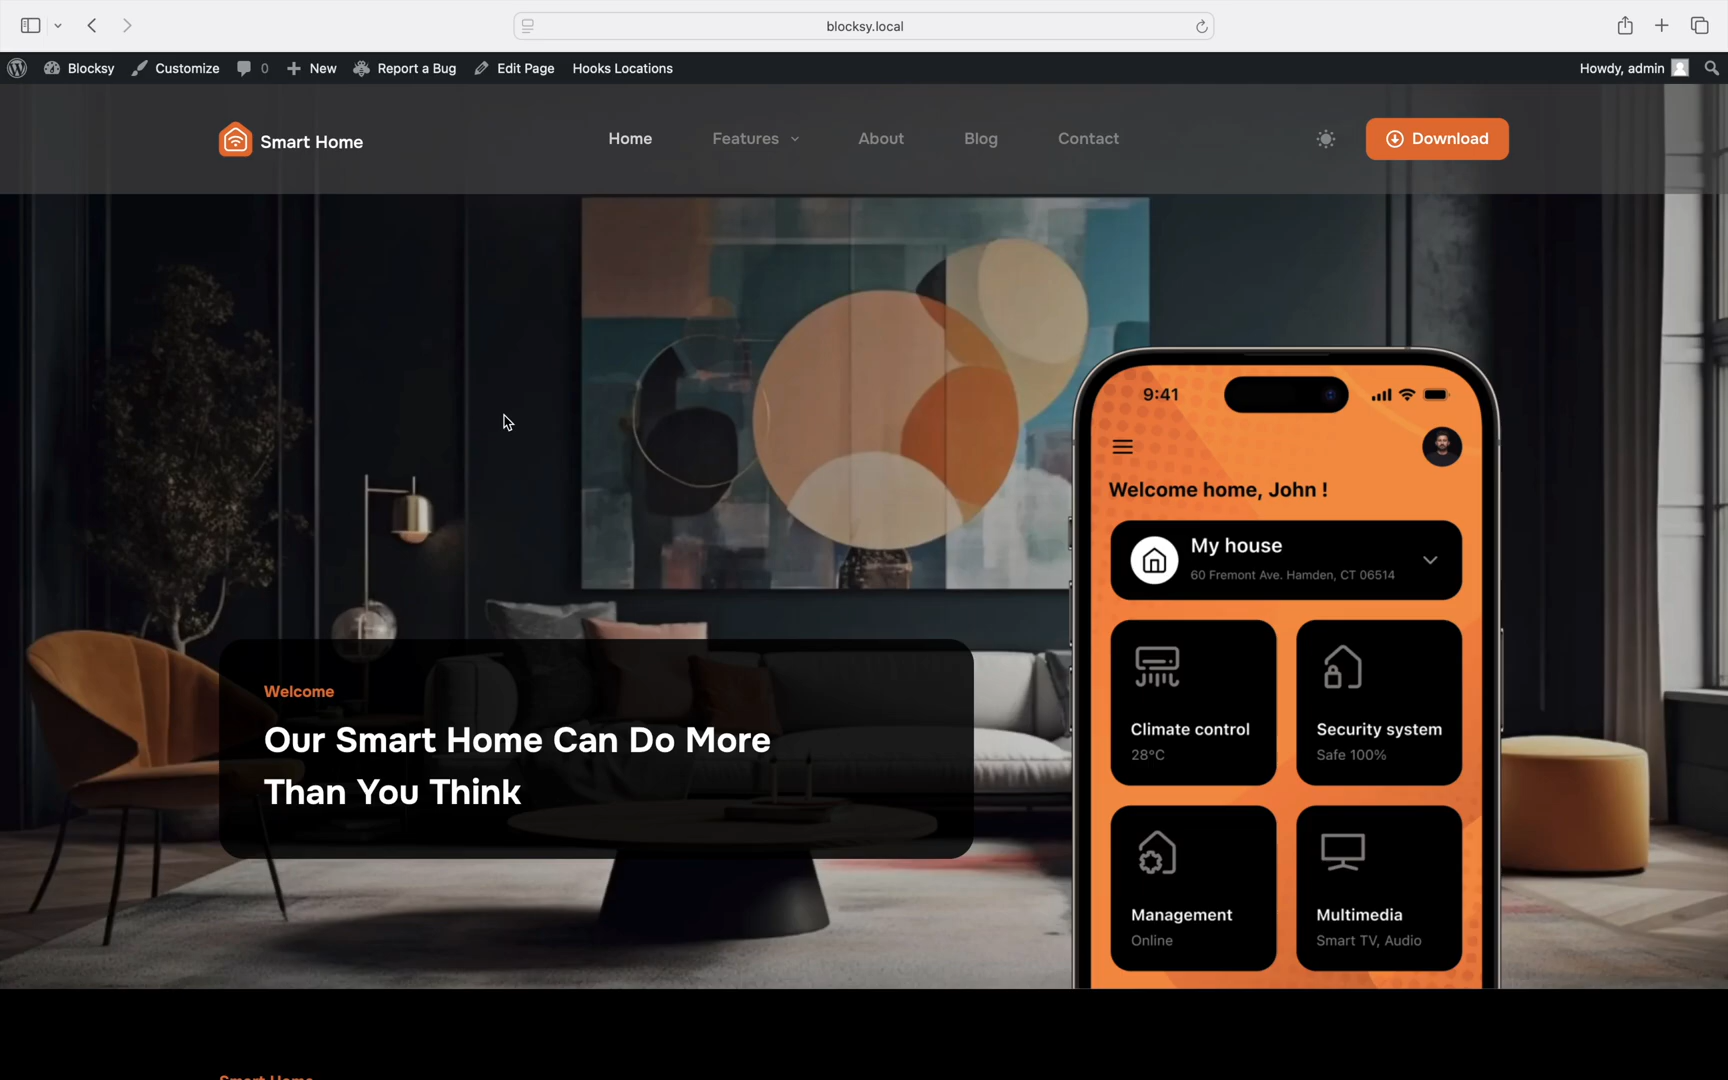 blocksy.local
Blocksy Customize 0 New Report a Bug Edit Page Hooks Locations Howdy, admin
Smart Home
Home Features About Blog Contact
Download
9:41
Welcome home, John !
My house
60 Fremont Ave. Hamden, CT 06514
Climate control
28°C
Security system
Safe 100%
Management
Online
Multimedia
Smart TV, Audio
Welcome
Our Smart Home Can Do More
Than You Think
Smart Home